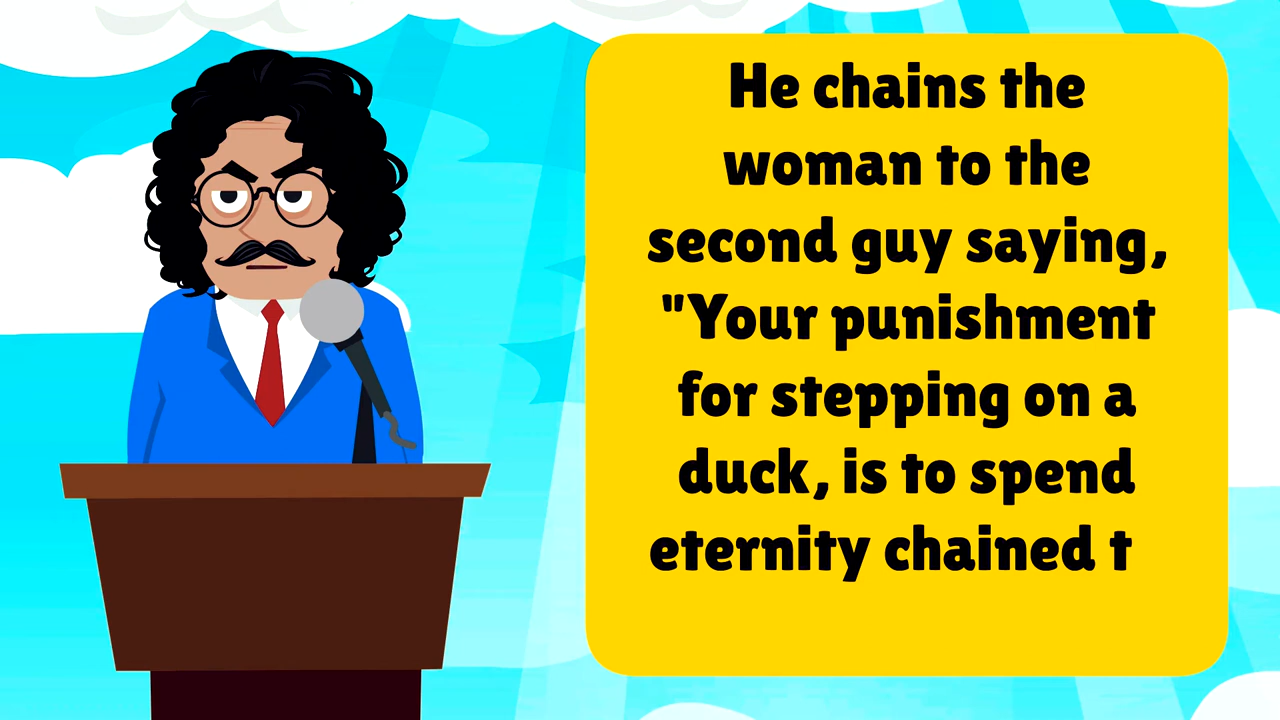 He chains the
woman to the
second guy saying,
"Your punishment
for stepping on a
duck, is to spend
eternity chained t